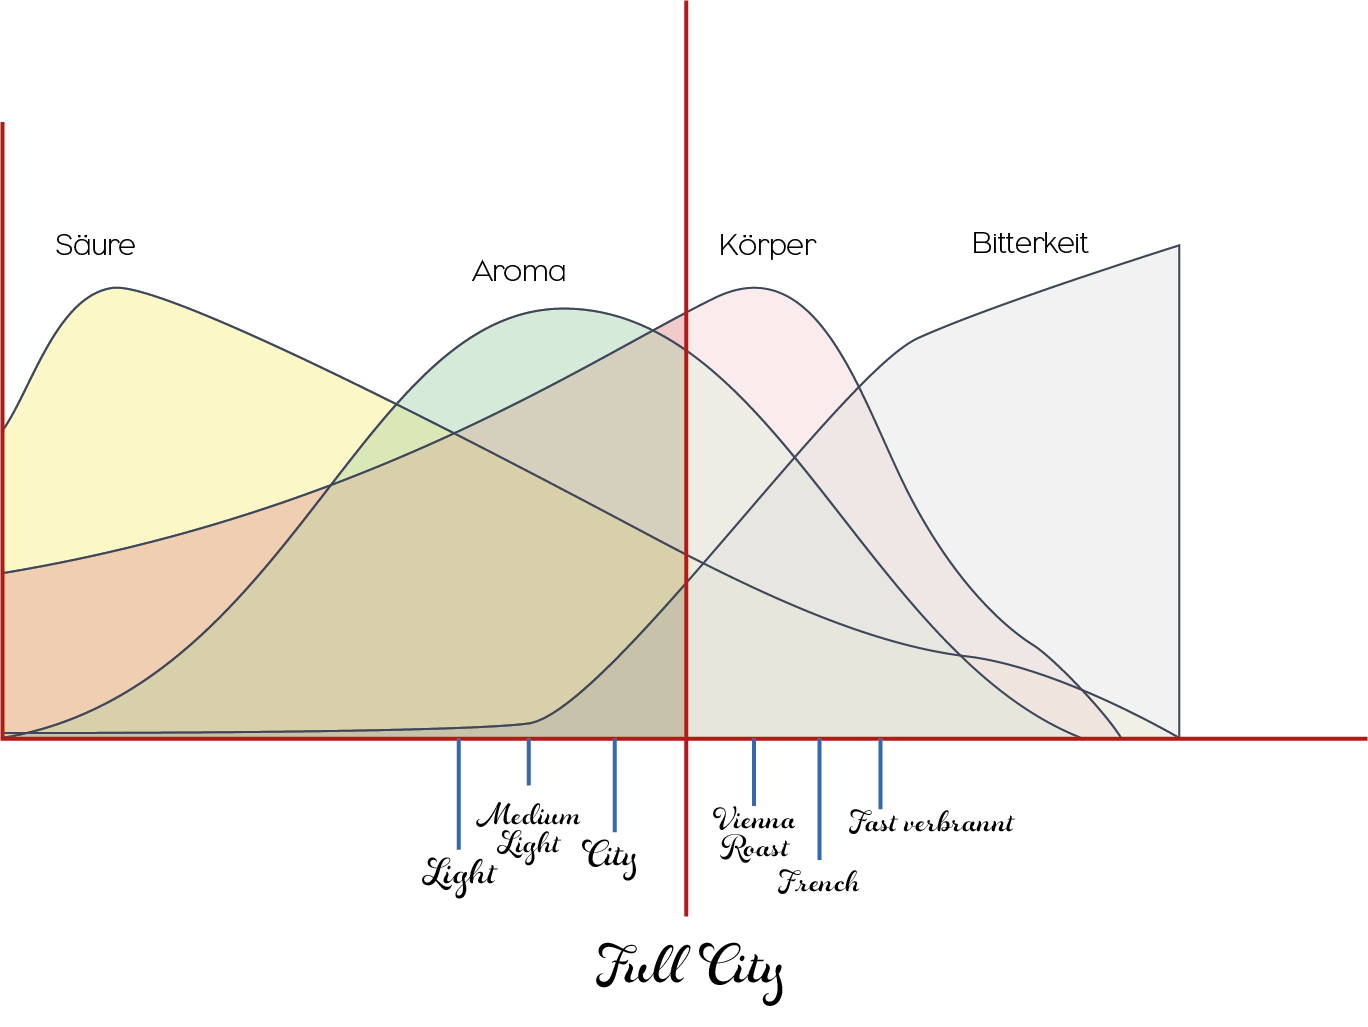 Säure
Aroma
Körper
Bitterkeit
Light
Medium
Light
City
Vienna
Roast
French
Fast verbrannt
Full City